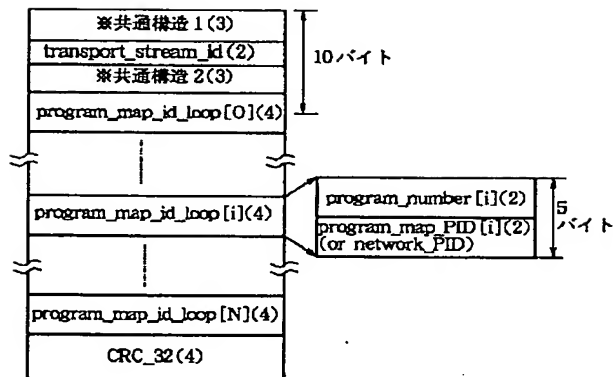 ※共通構造1(3)
transport_stream_id(2)
※共通構造2(3)
program_map_id_loop[0](4)
10バイト
program_map_id_loop[i](4)
program_number[i](2)
program_map_PID[i](2)
(or network_PID)
5
バイト
program_map_id_loop[N](4)
CRC_32(4)